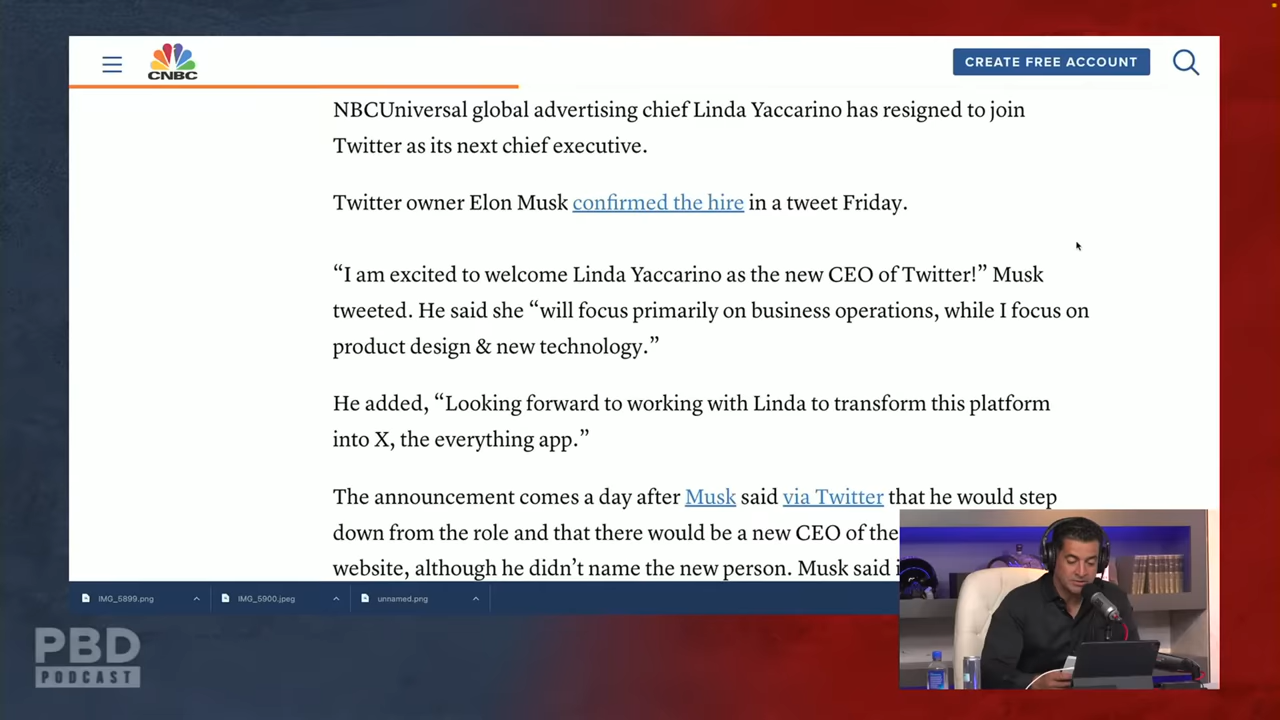 CNBC
CREATE FREE ACCOUNT
NBCUniversal global advertising chief Linda Yaccarino has resigned to join
Twitter as its next chief executive.
Twitter owner Elon Musk confirmed the hire in a tweet Friday.
“I am excited to welcome Linda Yaccarino as the new CEO of Twitter!” Musk
tweeted. He said she “will focus primarily on business operations, while I focus on
product design & new technology.”
He added, “Looking forward to working with Linda to transform this platform
into X, the everything app.”
The announcement comes a day after Musk said via Twitter that he would step
down from the role and that there would be a new CEO of the
website, although he didn’t name the new person. Musk said
IMG_5899.png
IMG_5900.jpeg
unnamed.png
PBD
PODCAST